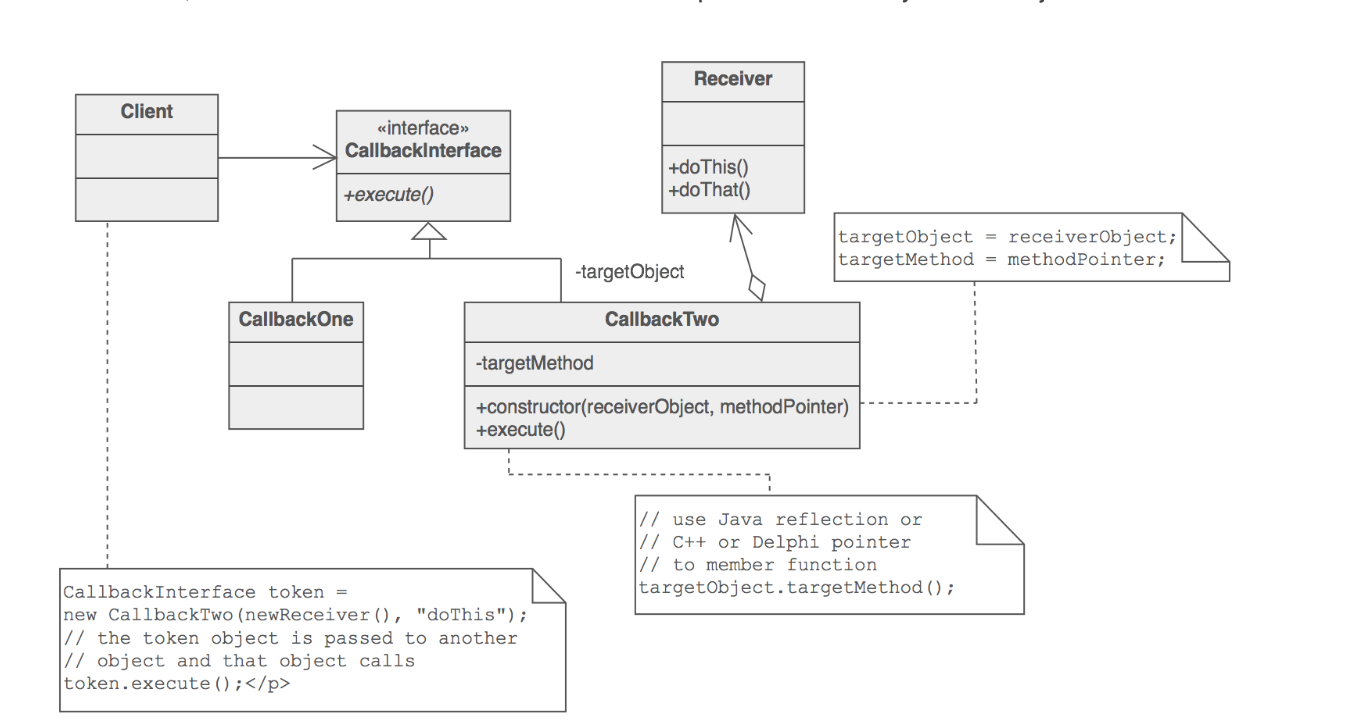 Receiver
Client
«interface»
CallbackInterface
+execute()
+doThis()
+doThat()
targetObject = receiverObject;
targetMethod = methodPointer;
-targetObject
CallbackOne
CallbackTwo
-targetMethod
+constructor(receiverObject, methodPointer)
+execute()
// use Java reflection or
// C++ or Delphi pointer
// to member function
targetObject.targetMethod();
CallbackInterface token =
new CallbackTwo(newReceiver(), "doThis");
// the token object is passed to another
// object and that object calls
token.execute();</p>